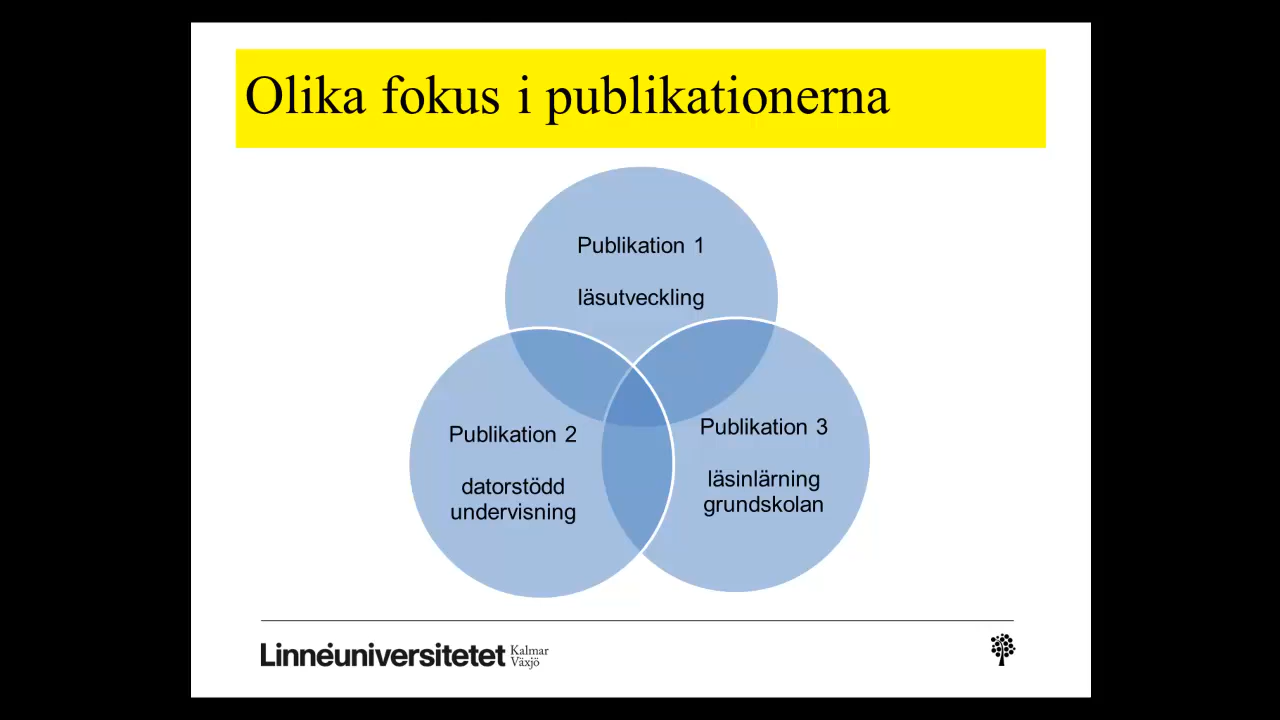 Olika fokus i publikationerna
Publikation 1
läsutveckling
Publikation 2
datorstödd
undervisning
Publikation 3
läsinlärning
grundskolan
Linnéuniversitetet
Kalmar
Växjö